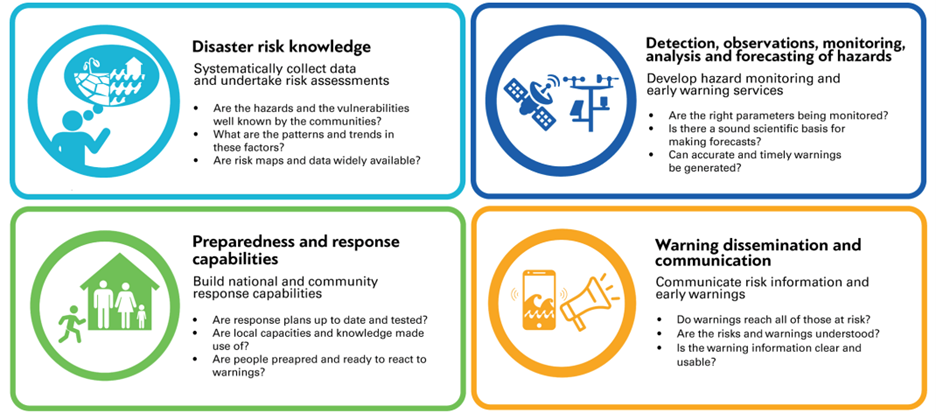 Disaster risk knowledge
Systematically collect data
and undertake risk assessments
• Are the hazards and the vulnerabilities
well known by the communities?
• What are the patterns and trends in
these factors?
• Are risk maps and data widely available?
Detection, observations, monitoring,
analysis and forecasting of hazards
Develop hazard monitoring and
early warning services
• Are the right parameters being monitored?
• Is there a sound scientific basis for
making forecasts?
• Can accurate and timely warnings
be generated?
Preparedness and response
capabilities
Build national and community
response capabilities
• Are response plans up to date and tested?
• Are local capacities and knowledge made
use of?
• Are people preapred and ready to react to
warnings?
Warning dissemination and
communication
Communicate risk information and
early warnings
• Do warnings reach all of those at risk?
• Are the risks and warnings understood?
• Is the warning information clear and
usable?